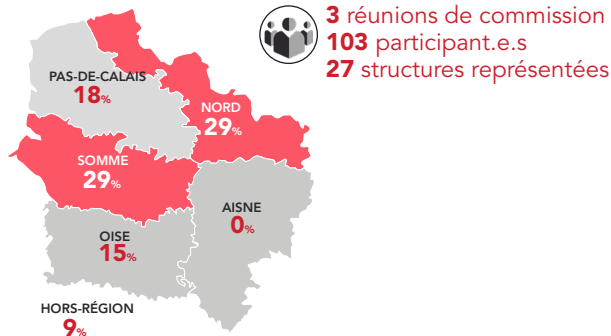 3 réunions de commission
103 participant.e.s
27 structures représentées
PAS-DE-CALAIS
18%
NORD
29%
SOMME
29%
AISNE
0%
OISE
15%
HORS-RÉGION
9%